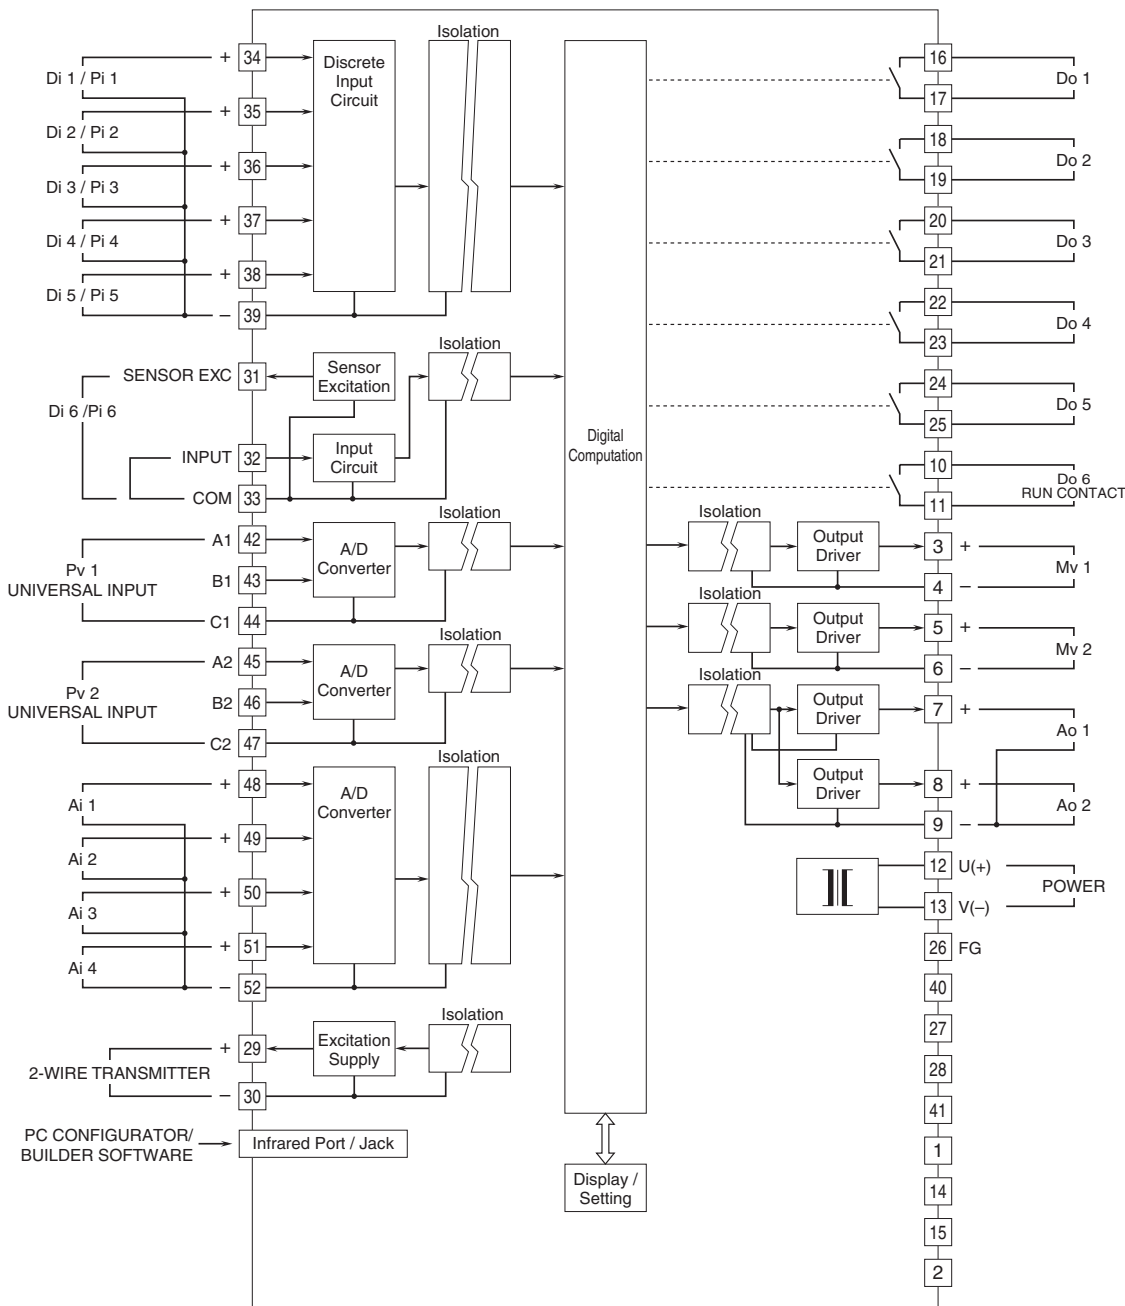 Isolation
+ 34
Discrete
Input
Circuit
Di 1 / Pi 1
+ 35
Di 2 / Pi 2
+ 36
Di 3 / Pi 3
+ 37
Di 4 / Pi 4
+ 38
Di 5 / Pi 5
− 39
Isolation
SENSOR EXC 31
Sensor
Excitation
Di 6 /Pi 6
INPUT 32
Input
Circuit
COM 33
Isolation
A1 42
A/D
Converter
Pv 1
UNIVERSAL INPUT
B1 43
C1 44
Isolation
A2 45
A/D
Converter
Pv 2
UNIVERSAL INPUT
B2 46
C2 47
Isolation
+ 48
A/D
Converter
Ai 1
+ 49
Ai 2
+ 50
Ai 3
+ 51
Ai 4
− 52
Isolation
+ 29
Excitation
Supply
2-WIRE TRANSMITTER
− 30
PC CONFIGURATOR/
BUILDER SOFTWARE
Infrared Port / Jack
Digital
Computation
Display /
Setting
16
Do 1
17
18
Do 2
19
20
Do 3
21
22
Do 4
23
24
Do 5
25
10
Do 6
RUN CONTACT
11
Isolation
Output
Driver
3 +
Mv 1
4 −
Isolation
Output
Driver
5 +
Mv 2
6 −
Isolation
Output
Driver
7 +
Ao 1
Output
Driver
8 +
Ao 2
9 −
12 U(+)
POWER
13 V(−)
26 FG
40
27
28
41
1
14
15
2